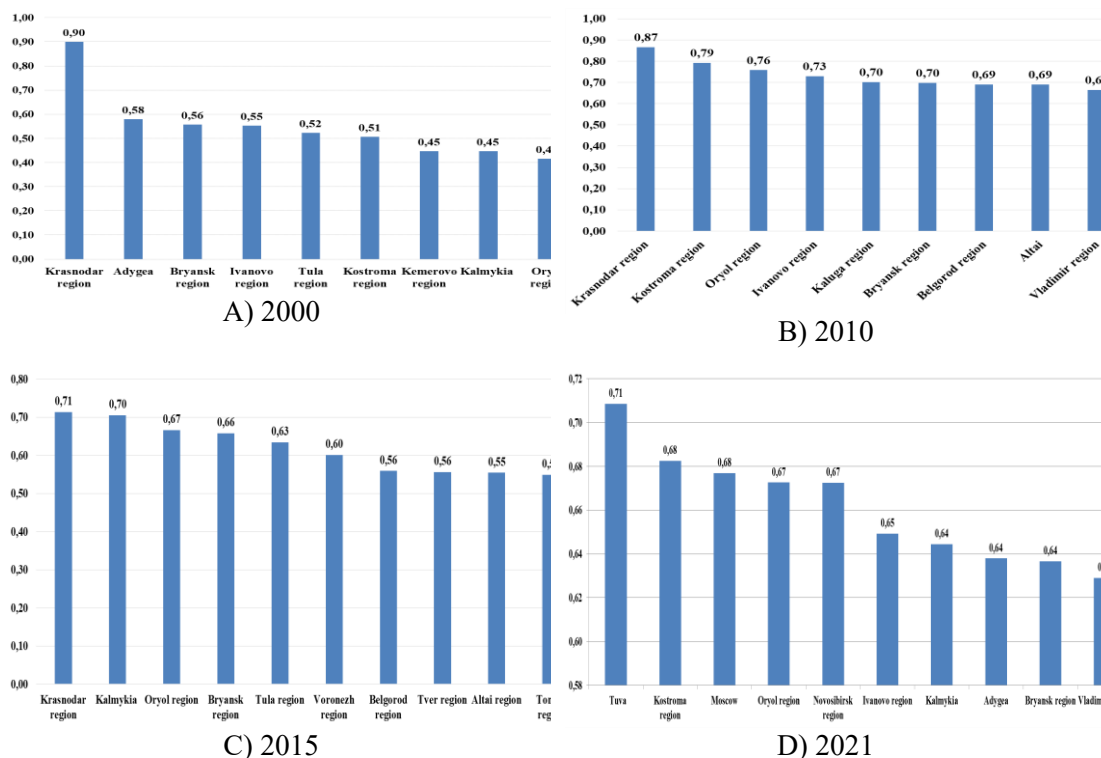 1,00
0,90
0,80
0,70
0,60
0,50
0,40
0,30
0,20
0,10
0,00
0,90
0,58
0,56
0,55
0,52
0,51
0,45
0,45
0,4
Krasnodar region
Adygea
Bryansk region
Ivanovo region
Tula region
Kostroma region
Kemerovo region
Kalmykia
Ory
regi
A) 2000
1,00
0,90
0,80
0,70
0,60
0,50
0,40
0,30
0,20
0,10
0,00
0,87
0,79
0,76
0,73
0,70
0,70
0,69
0,69
0,6
Krasnodar region
Kostroma region
Oryol region
Ivanovo region
Kaluga region
Bryansk region
Belgorod region
Altai
Vladimir region
B) 2010
0,80
0,70
0,60
0,50
0,40
0,30
0,20
0,10
0,00
0,71
0,70
0,67
0,66
0,63
0,60
0,56
0,56
0,55
Krasnodar region
Kalmykia
Oryol region
Bryansk region
Tula region
Voronezh region
Belgorod region
Tver region
Altai region
C) 2015
0,72
0,70
0,68
0,66
0,64
0,62
0,60
0,58
0,71
0,68
0,68
0,67
0,67
0,65
0,64
0,64
0,64
Tuva
Kostroma region
Moscow
Oryol region
Novosibirsk region
Ivanovo region
Kalmykia
Adygea
Bryansk region
Vladim
D) 2021